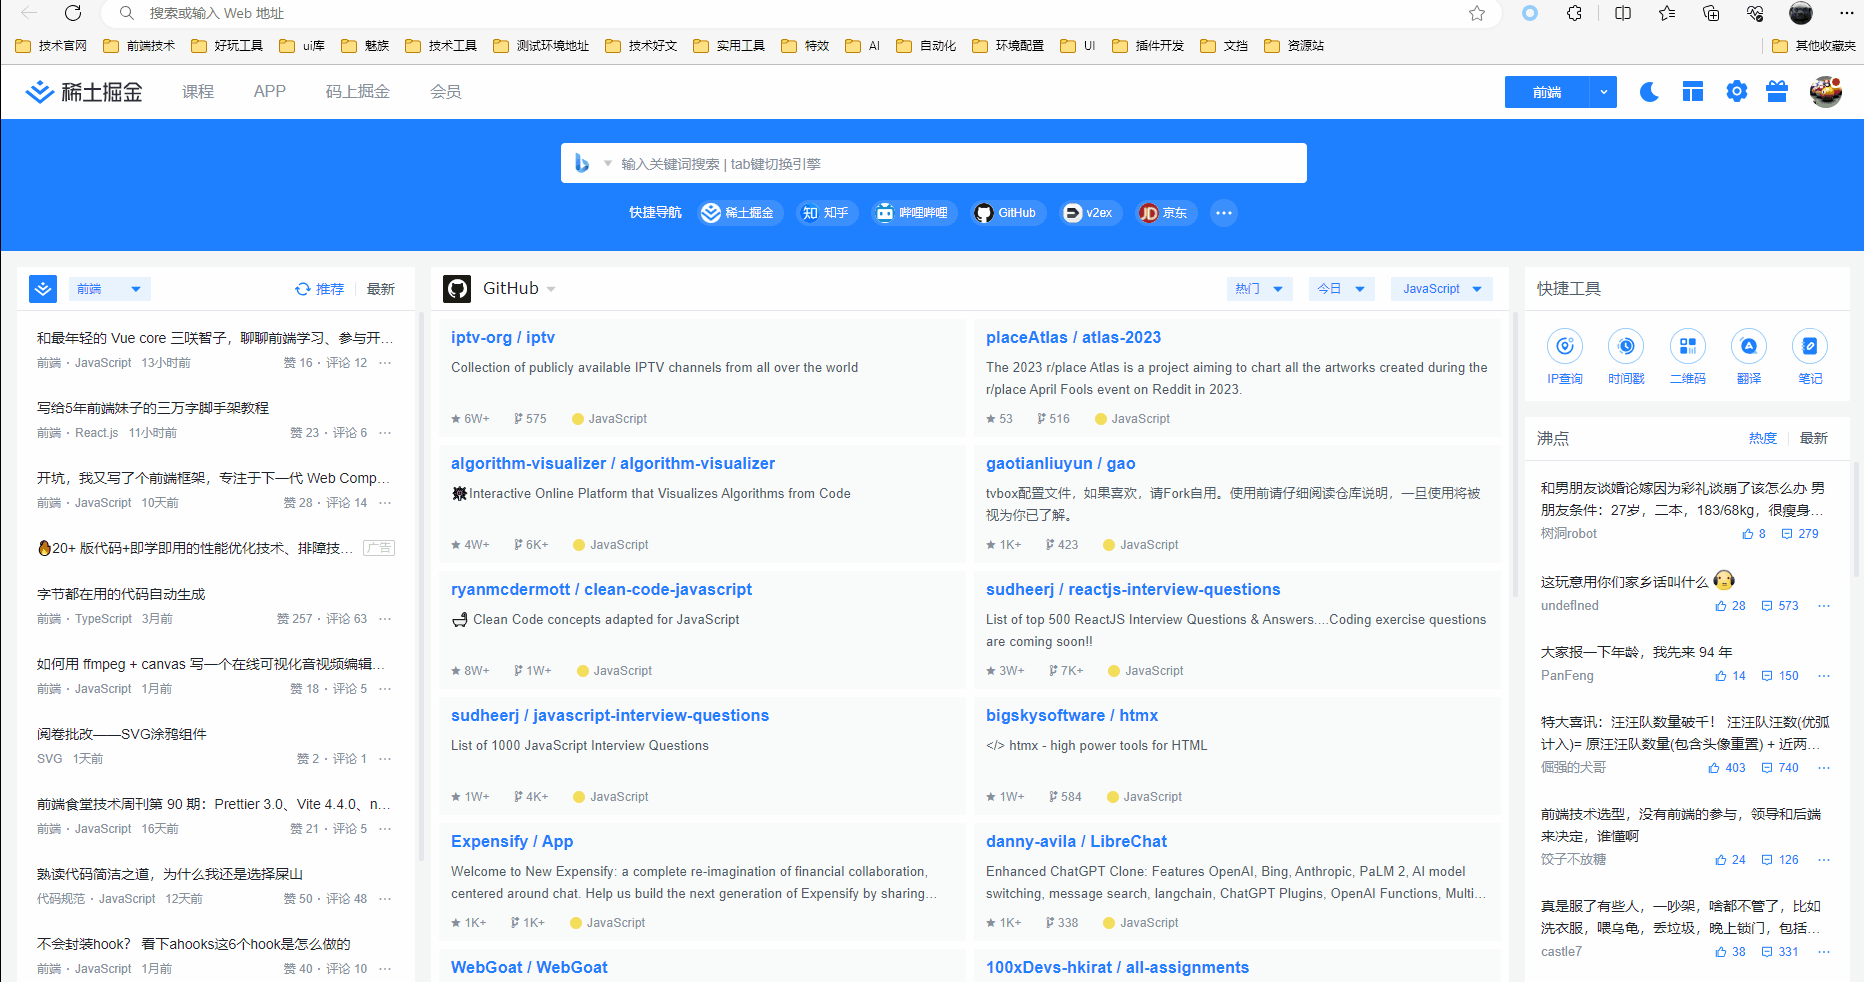 搜索或输入 Web 地址
技术官网 前端技术 好玩工具 ui库 魅族 技术工具 测试环境地址 技术好文 实用工具 特效 AI 自动化 环境配置 UI 插件开发 文挡 资源站 其他收藏夹
稀土掘金 课程 APP 码上掘金 会员 前端
输入关键词搜索 | tab键切换引擎
快捷导航 稀土掘金 知 知乎 哔哩哔哩 GitHub v2ex JD 京东
前端 推荐 最新
和最年轻的 Vue core 三咲智子，聊聊前端学习、参与开...
前端 · JavaScript 13小时前 赞 16 · 评论 12
写给5年前端妹子的三万字脚手架教程
前端 · React.js 11小时前 赞 23 · 评论 6
开坑，我又写了个前端框架，专注于下一代 Web Comp...
前端 · JavaScript 10天前 赞 28 · 评论 14
20+ 版代码+即学即用的性能优化技术、排障技... 广告
字节都在用的代码自动生成
前端 · TypeScript 3月前 赞 257 · 评论 63
如何用 ffmpeg + canvas 写一个在线可视化音视频编辑...
前端 · JavaScript 1月前 赞 18 · 评论 5
阅卷批改——SVG涂鸦组件
SVG 1天前 赞 2 · 评论 1
前端食堂技术周刊第 90 期：Prettier 3.0、Vite 4.4.0、n...
前端 · JavaScript 16天前 赞 21 · 评论 5
熟读代码简洁之道，为什么我还是选择屎山
代码规范 · JavaScript 12天前 赞 50 · 评论 48
不会封装hook？ 看下ahooks这6个hook是怎么做的
前端 · JavaScript 1月前 赞 40 · 评论 10
GitHub 热门 今日 JavaScript
iptv-org / iptv
Collection of publicly available IPTV channels from all over the world
6W+ 575 JavaScript
placeAtlas / atlas-2023
The 2023 r/place Atlas is a project aiming to chart all the artworks created during the
r/place April Fools event on Reddit in 2023.
53 516 JavaScript
algorithm-visualizer / algorithm-visualizer
Interactive Online Platform that Visualizes Algorithms from Code
4W+ 6K+ JavaScript
gaotianliuyun / gao
tvbox配置文件，如果喜欢，请Fork自用。使用前请仔细阅读仓库说明，一旦使用将被
视为你已了解。
1K+ 423 JavaScript
ryanmcdermott / clean-code-javascript
Clean Code concepts adapted for JavaScript
8W+ 1W+ JavaScript
sudheerj / reactjs-interview-questions
List of top 500 ReactJS Interview Questions & Answers....Coding exercise questions
are coming soon!!
3W+ 7K+ JavaScript
sudheerj / javascript-interview-questions
List of 1000 JavaScript Interview Questions
1W+ 4K+ JavaScript
bigskysoftware / htmx
</> htmx - high power tools for HTML
1W+ 584 JavaScript
Expensify / App
Welcome to New Expensify: a complete re-imagination of financial collaboration,
centered around chat. Help us build the next generation of Expensify by sharing...
1K+ 1K+ JavaScript
danny-avila / LibreChat
Enhanced ChatGPT Clone: Features OpenAI, Bing, Anthropic, PaLM 2, AI model
switching, message search, langchain, ChatGPT Plugins, OpenAI Functions, Multi...
1K+ 338 JavaScript
WebGoat / WebGoat
100xDevs-hkirat / all-assignments
快捷工具
IP查询 时间戳 二维码 翻译 笔记
沸点 热度 最新
和男朋友谈婚论嫁因为彩礼谈崩了该怎么办 男
朋友条件：27岁，二本，183/68kg，很瘦身...
树洞robot 8 279
这玩意用你们家乡话叫什么
undeflned 28 573
大家报一下年龄，我先来 94 年
PanFeng 14 150
特大喜讯：汪汪队数量破千！ 汪汪队汪数(优弧
计入)= 原汪汪队数量(包含头像重置) + 近两...
倔强的犬哥 403 740
前端技术选型，没有前端的参与，领导和后端
来决定，谁懂啊
饺子不放糖 24 126
真是服了有些人，一吵架，啥都不管了，比如
洗衣服，喂乌龟，丢垃圾，晚上锁门，包括...
castle7 38 331